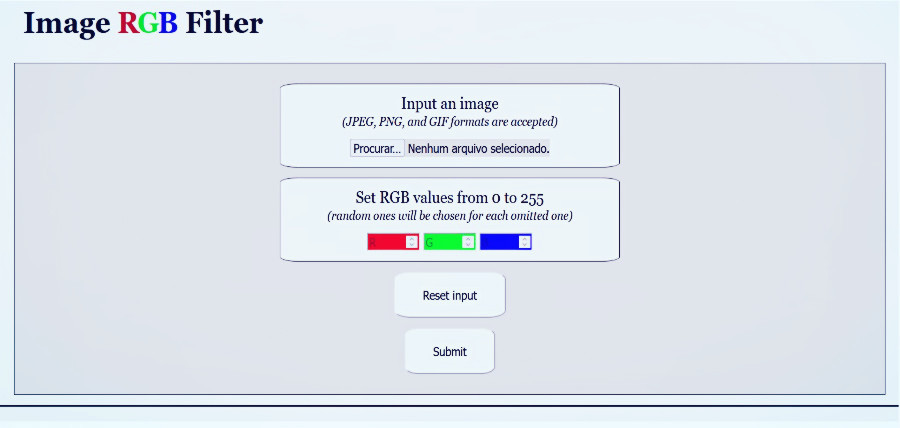 Image RGB Filter
Input an image
(JPEG, PNG, and GIF formats are accepted)
Procurar... Nenhum arquivo selecionado.
Set RGB values from 0 to 255
(random ones will be chosen for each omitted one)
R G
Reset input
Submit